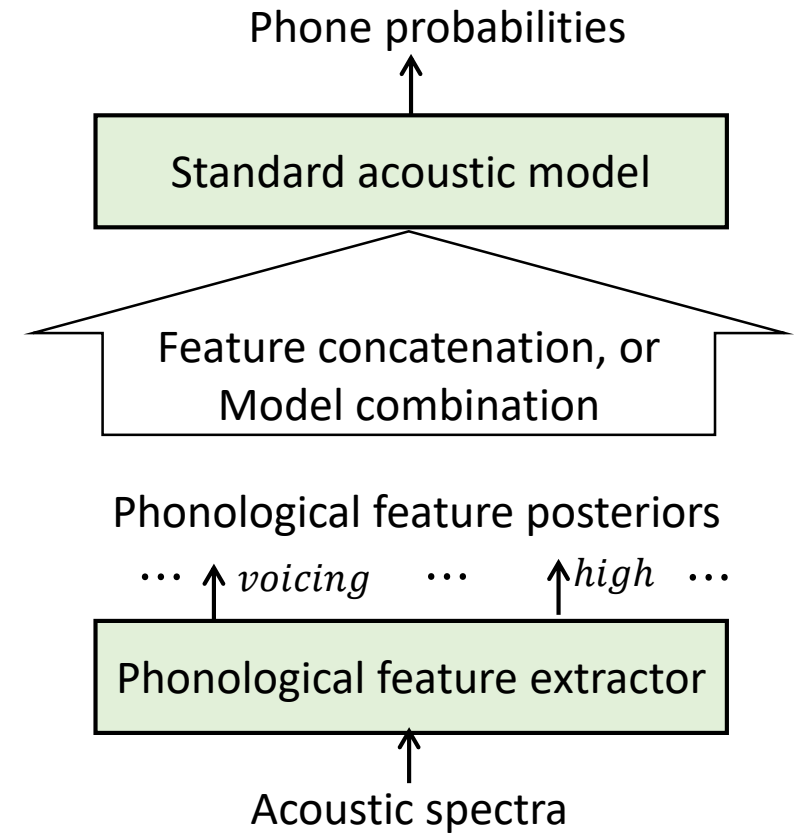 Phone probabilities
Standard acoustic model
Feature concatenation, or
Model combination
Phonological feature posteriors
... voicing ... high ...
Phonological feature extractor
Acoustic spectra